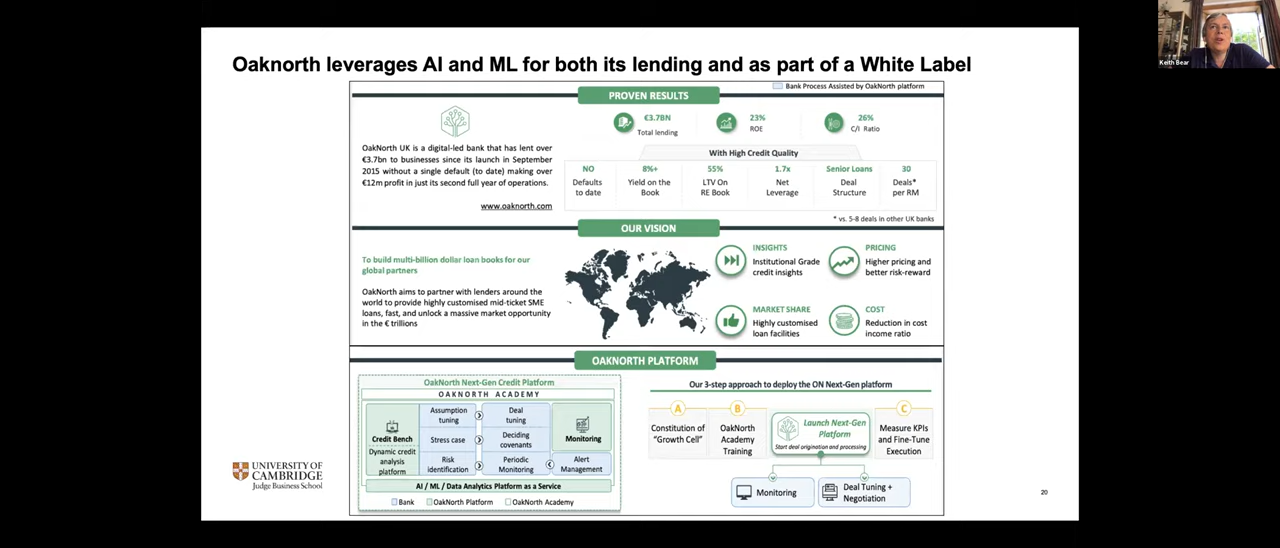 Keith Bear
Oaknorth leverages AI and ML for both its lending and as part of a White Label
PROVEN RESULTS
Bank Process Assisted by OakNorth platform
OakNorth UK is a digital-led bank that has lent over
€3.7bn to businesses since its launch in September
2015 without a single default (to date) making over
€12m profit in just its second full year of operations.
www.oaknorth.com
€3.7BN
Total lending
23%
ROE
26%
C/I Ratio
With High Credit Quality
NO
Defaults
to date
8%+
Yield on the
Book
55%
LTV On
RE Book
1.7x
Net
Leverage
Senior Loans
Deal
Structure
30
Deals*
per RM
* vs. 5-8 deals in other UK banks
OUR VISION
To build multi-billion dollar loan books for our
global partners
OakNorth aims to partner with lenders around the
world to provide highly customised mid-ticket SME
loans, fast, and unlock a massive market opportunity
in the € trillions
INSIGHTS
Institutional Grade
credit insights
PRICING
Higher pricing and
better risk-reward
MARKET SHARE
Highly customised
loan facilities
COST
Reduction in cost
income ratio
OAKNORTH PLATFORM
OakNorth Next-Gen Credit Platform
OAKNORTH ACADEMY
Credit Bench
Dynamic credit
analysis
platform
Assumption
tuning
Stress case
Risk
identification
Deal
tuning
Deciding
covenants
Periodic
Monitoring
Monitoring
Alert
Management
AI / ML / Data Analytics Platform as a Service
Bank
OakNorth Platform
OakNorth Academy
Our 3-step approach to deploy the ON Next-Gen platform
A
Constitution of
"Growth Cell"
B
OakNorth
Academy
Training
Launch Next-Gen
Platform
Start deal origination and processing
C
Measure KPIs
and Fine-Tune
Execution
Monitoring
Deal Tuning +
Negotiation
UNIVERSITY OF
CAMBRIDGE
Judge Business School
20